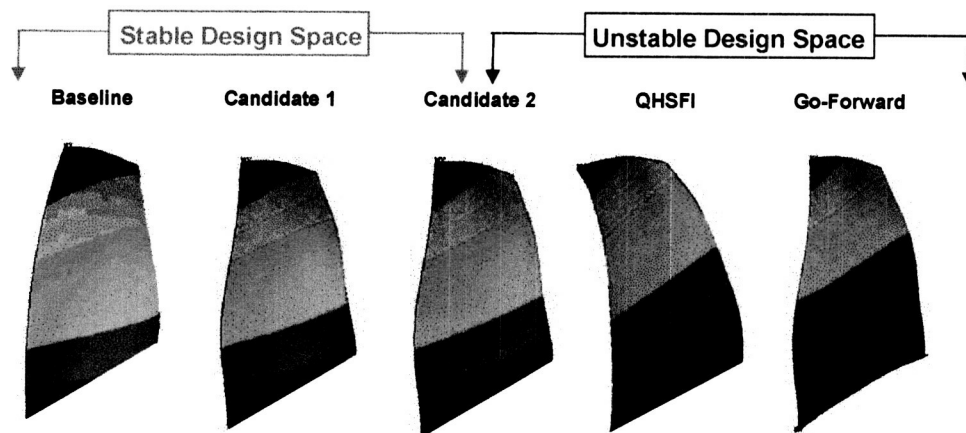 Stable Design Space
Unstable Design Space
Baseline
Candidate 1
Candidate 2
QHSFI
Go-Forward